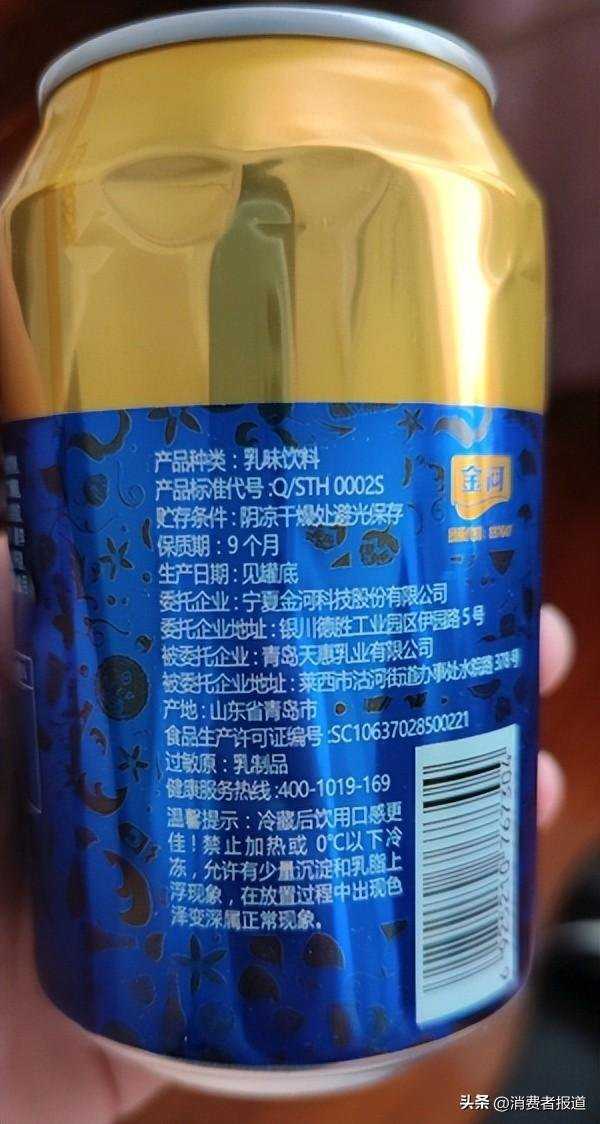 产品种类：乳味饮料
产品标准代号：Q/STH 0002S
贮存条件：阴凉干燥处避光保存
保质期：9个月
生产日期：见罐底
委托企业：宁夏金河科技股份有限公司
委托企业地址：银川德胜工业园区伊园路5号
被委托企业：青岛天惠乳业有限公司
被委托企业地址：莱西市沽河街道办事处水集路378号
产地：山东省青岛市
食品生产许可证编号:SC10637028500221
过敏原：乳制品
健康服务热线:400-1019-169
温馨提示：冷藏后饮用口感更
佳！禁止加热或 0℃以下冷
冻，允许有少量沉淀和乳脂上
浮现象，在放置过程中出现色
泽变深属正常现象。
金河
头条 @消费者报道